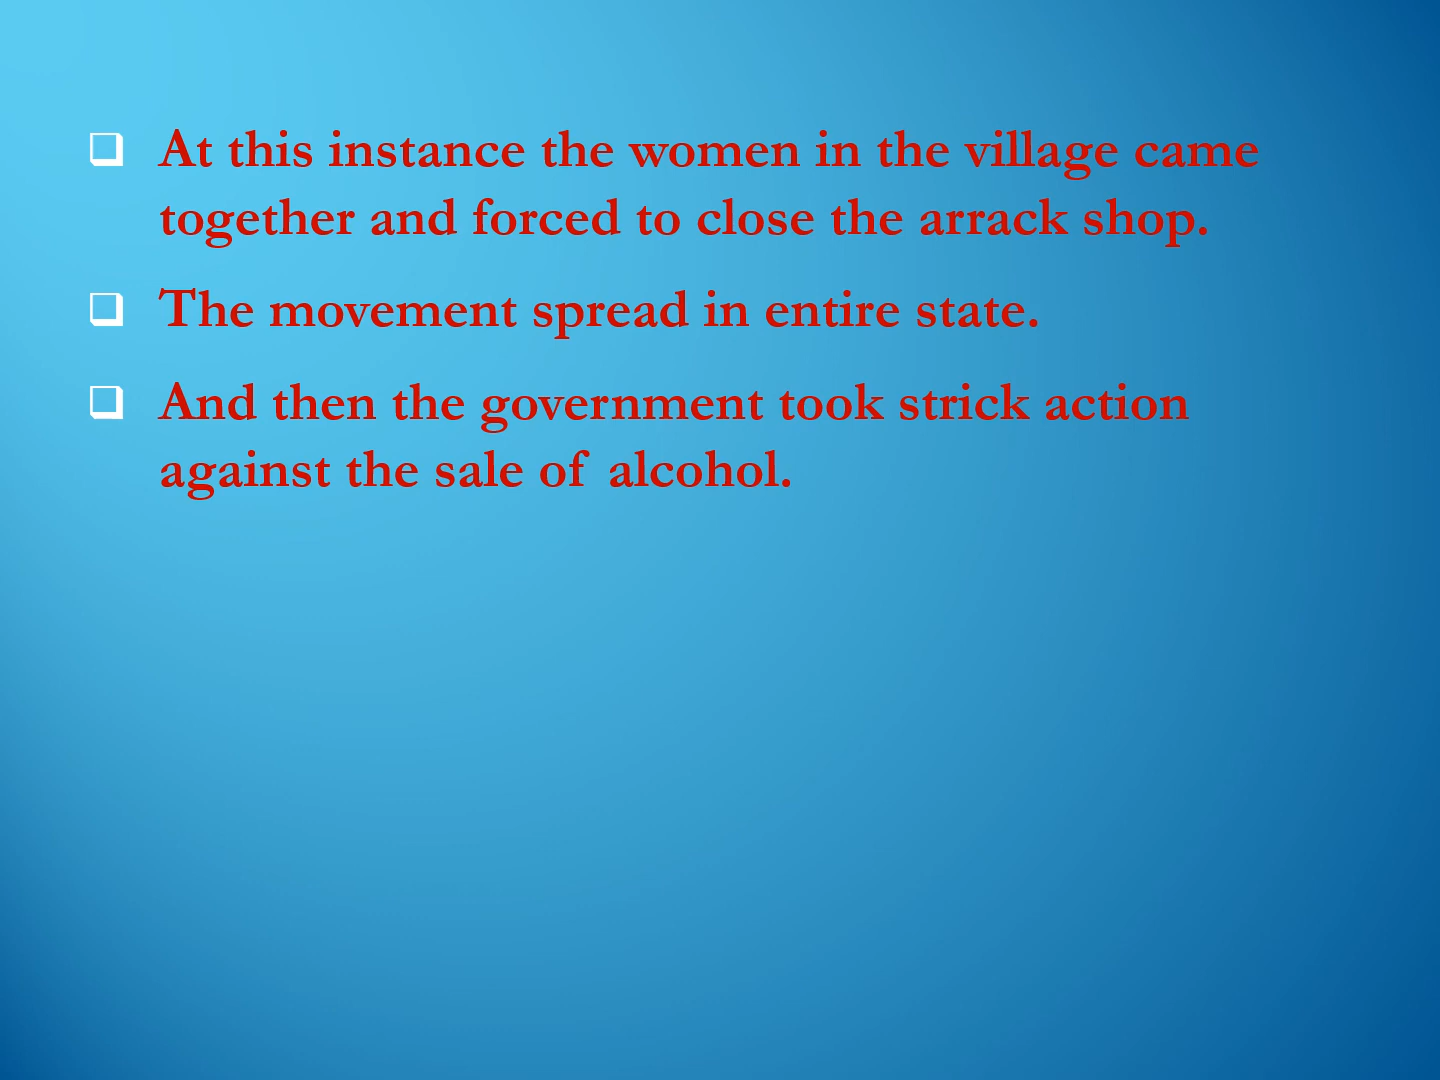 At this instance the women in the village came
together and forced to close the arrack shop.
The movement spread in entire state.
And then the government took strick action
against the sale of alcohol.